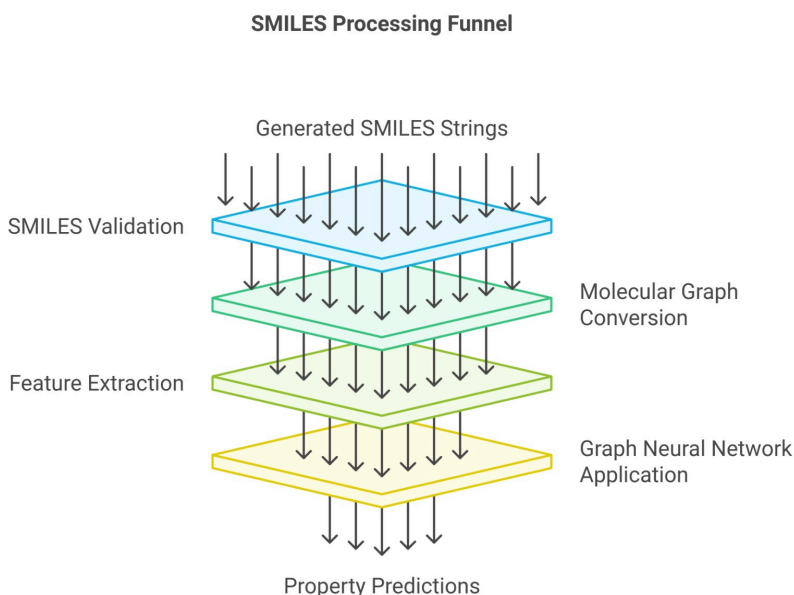 SMILES Processing Funnel
Generated SMILES Strings
SMILES Validation
Molecular Graph
Conversion
Feature Extraction
Graph Neural Network
Application
Property Predictions